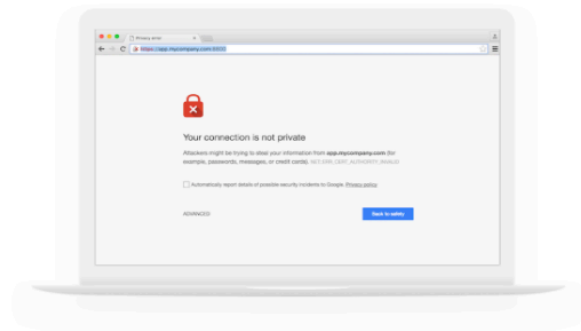 Privacy error
https://app.mycompany.com
Your connection is not private
Attackers might be trying to steal your information from app.mycompany.com (for
example, passwords, messages, or credit cards). NET::ERR_CERT_AUTHORITY_INVALID
Automatically report details of possible security incidents to Google. Privacy policy
ADVANCED
Back to safety